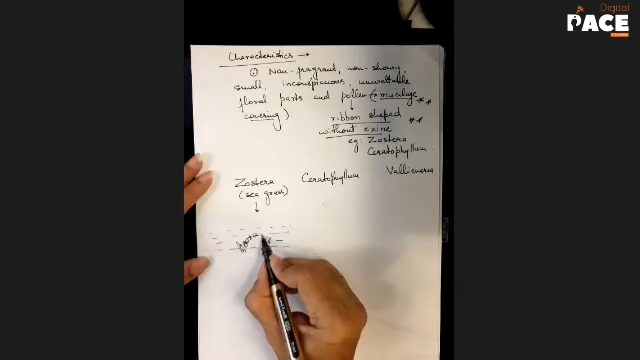 Digital
PACE
Characteristics →
① Non-fragrant, non-showy
small, inconspicuous, unwettable
floral parts and pollen (→ mucilage
covering) **
ribbon shaped
without exine **
eg: Zostera
Ceratophyllum
Zostera Ceratophyllum Vallisneria
(sea grass)